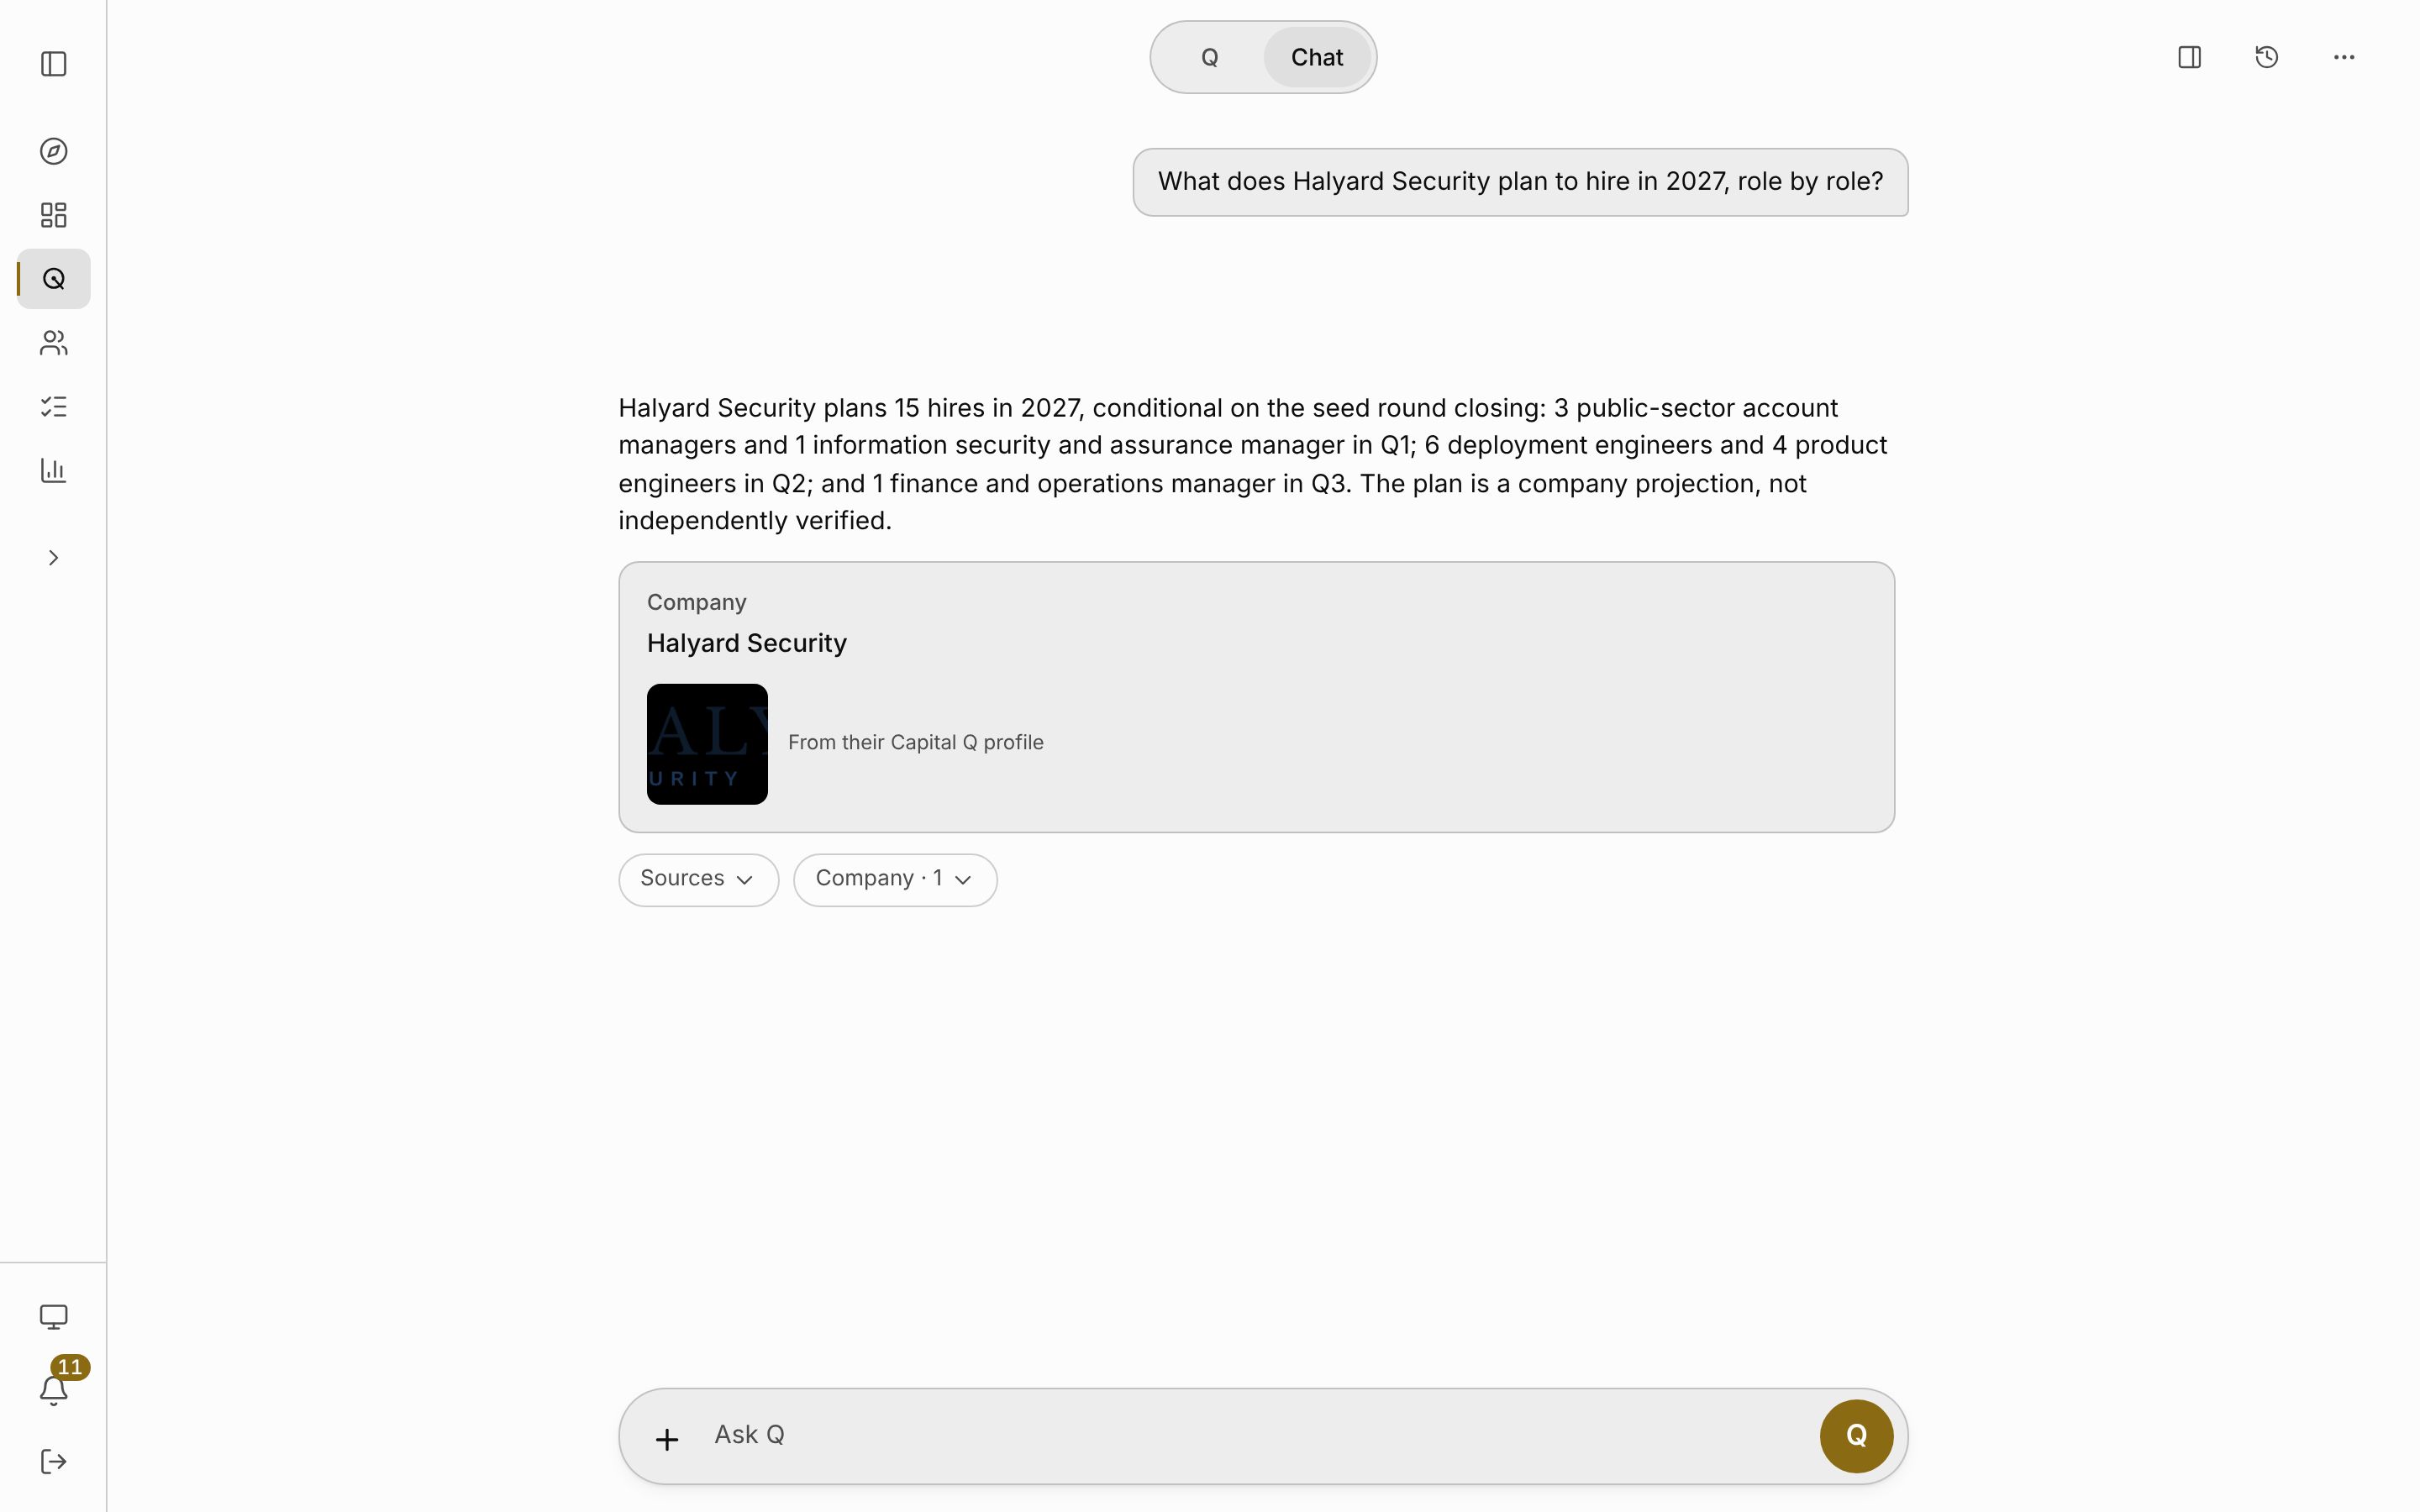 Q
Chat
What does Halyard Security plan to hire in 2027, role by role?
Halyard Security plans 15 hires in 2027, conditional on the seed round closing: 3 public-sector account
managers and 1 information security and assurance manager in Q1; 6 deployment engineers and 4 product
engineers in Q2; and 1 finance and operations manager in Q3. The plan is a company projection, not
independently verified.
Company
Halyard Security
ALY
URITY
From their Capital Q profile
Sources
Company · 1
11
Ask Q
Q